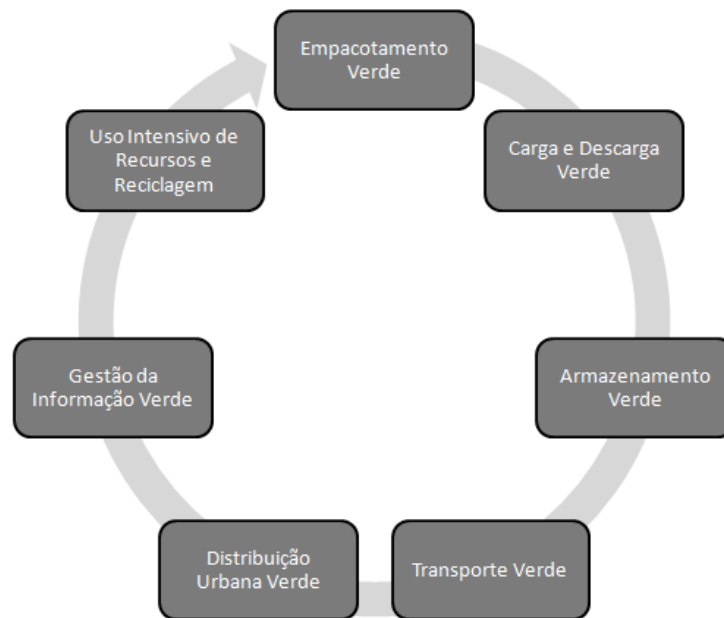 Empacotamento
Verde
Carga e Descarga
Verde
Armazenamento
Verde
Transporte Verde
Distribuição
Urbana Verde
Gestão da
Informação Verde
Uso Intensivo de
Recursos e
Reciclagem